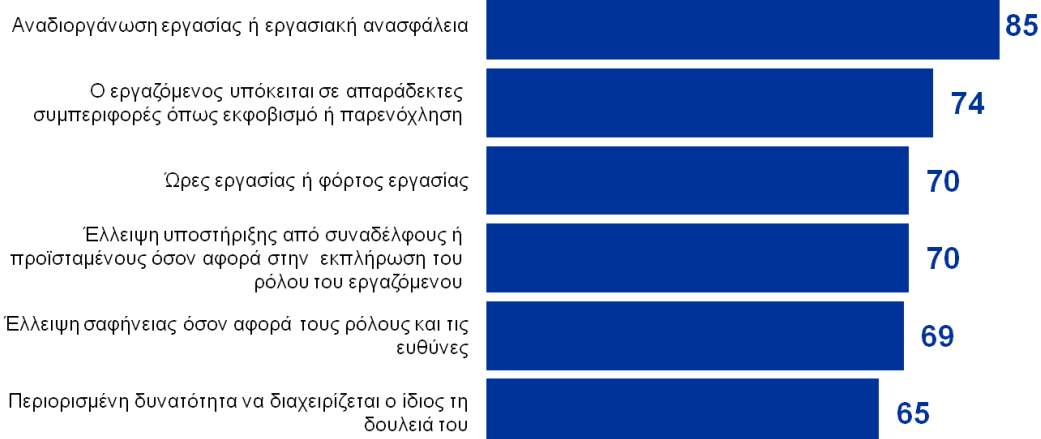 Αναδιοργάνωση εργασίας ή εργασιακή ανασφάλεια
85
Ο εργαζόμενος υπόκειται σε απαράδεκτες
συμπεριφορές όπως εκφοβισμό ή παρενόχληση
74
Ώρες εργασίας ή φόρτος εργασίας
70
Έλλειψη υποστήριξης από συναδέλφους ή
προϊσταμένους όσον αφορά στην εκπλήρωση του
ρόλου του εργαζόμενου
70
Έλλειψη σαφήνειας όσον αφορά τους ρόλους και τις
ευθύνες
69
Περιορισμένη δυνατότητα να διαχειρίζεται ο ίδιος τη
δουλειά του
65